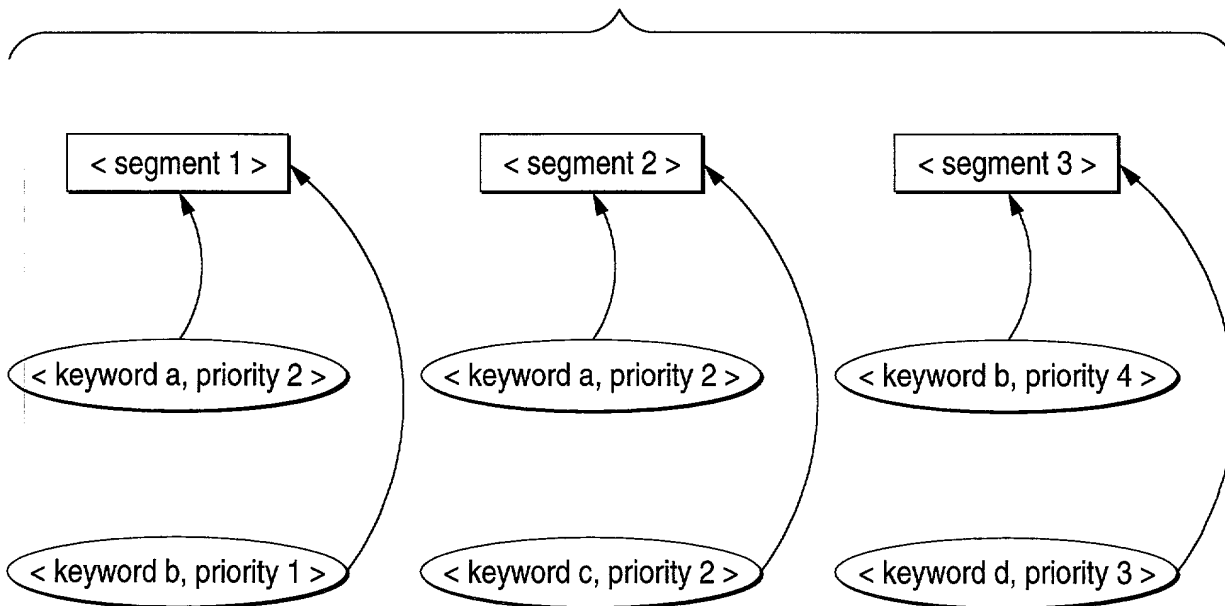 < segment 1 >
< segment 2 >
< segment 3 >
< keyword a, priority 2 >
< keyword a, priority 2 >
< keyword b, priority 4 >
< keyword b, priority 1 >
< keyword c, priority 2 >
< keyword d, priority 3 >